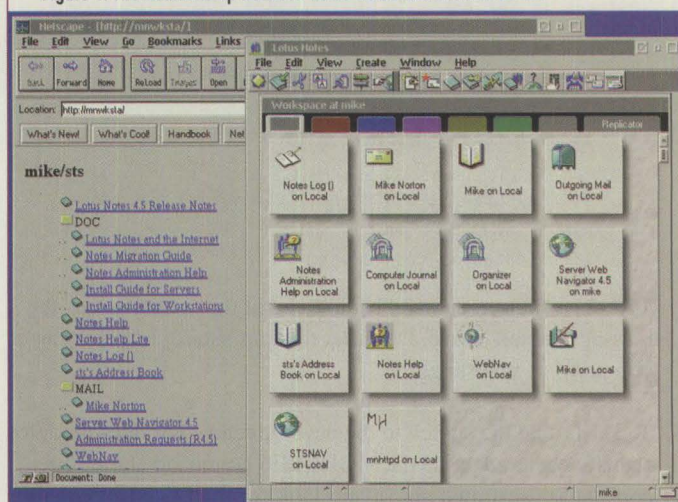 Netscape - [http://mnwksta/]
File Edit View Go Bookmarks Links
Back Forward Home Reload Images Open
Location: http://mnwksta/
What's New! What's Cool! Handbook
mike/sts
Lotus Notes 4.5 Release Notes
DOC
Lotus Notes and the Internet
Notes Migration Guide
Notes Administration Help
Install Guide for Servers
Install Guide for Workstations
Notes Help
Notes Help Lite
Notes Log ()
sts's Address Book
MAIL
Mike Norton
Server Web Navigator 4.5
Administration Requests (R4.5)
WebNav
Document: Done
Lotus Notes
File Edit View Create Window Help
Workspace at mike
Replicator
Notes Log ()
on Local
Mike Norton
on Local
Mike on Local
Outgoing Mail
on Local
Notes
Administration
Help on Local
Computer Journal
on Local
Organizer
on Local
Server Web
Navigator 4.5
on mike
sts's Address
Book on Local
Notes Help
on Local
WebNav
on Local
Mike on Local
STSNAV
on Local
MH
mnhttpd on Local
mike